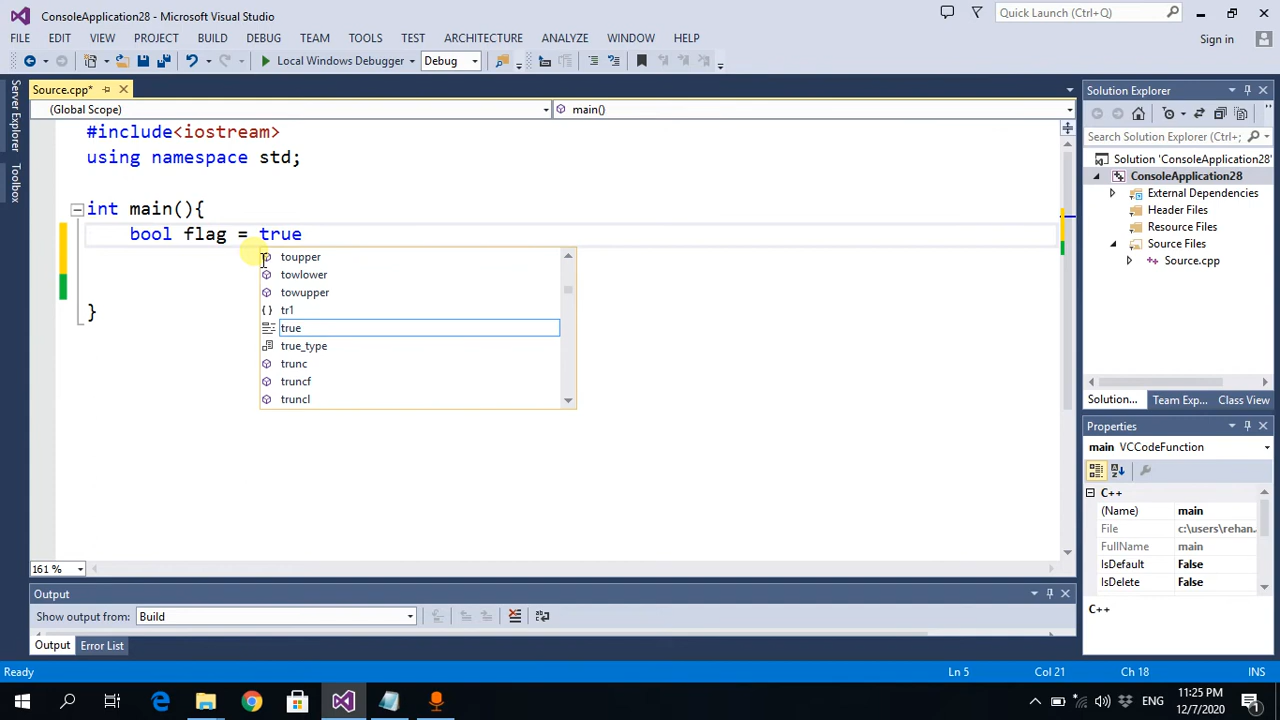 ConsoleApplication28 - Microsoft Visual Studio
Quick Launch (Ctrl+Q)
FILE EDIT VIEW PROJECT BUILD DEBUG TEAM TOOLS TEST ARCHITECTURE ANALYZE WINDOW HELP
Sign in
Local Windows Debugger Debug
Server Explorer
Toolbox
Source.cpp*
(Global Scope) main()
#include<iostream>
using namespace std;
int main(){
bool flag = true
}
toupper
towlower
towupper
tr1
true
true_type
trunc
truncf
truncl
161 %
Output
Show output from: Build
Output Error List
Solution Explorer
Search Solution Explorer (Ctrl+;
Solution 'ConsoleApplication28'
ConsoleApplication28
External Dependencies
Header Files
Resource Files
Source Files
Source.cpp
Solution... Team Exp... Class View
Properties
main VCCodeFunction
C++
(Name) main
File c:\users\rehan.
FullName main
IsDefault False
IsDelete False
C++
Ready Ln 5 Col 21 Ch 18 INS
ENG
11:25 PM
12/7/2020
1